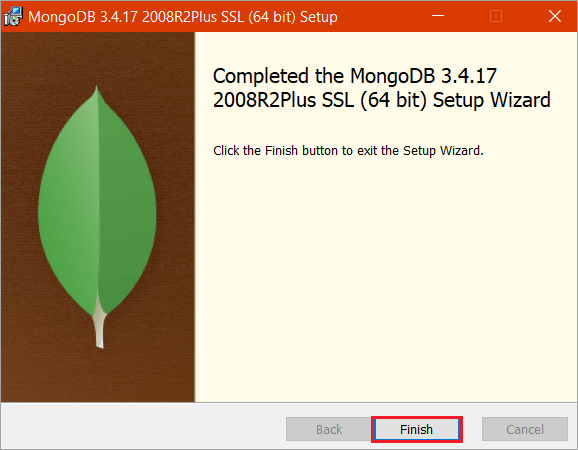 MongoDB 3.4.17 2008R2Plus SSL (64 bit) Setup
Completed the MongoDB 3.4.17
2008R2Plus SSL (64 bit) Setup Wizard
Click the Finish button to exit the Setup Wizard.
Back
Finish
Cancel